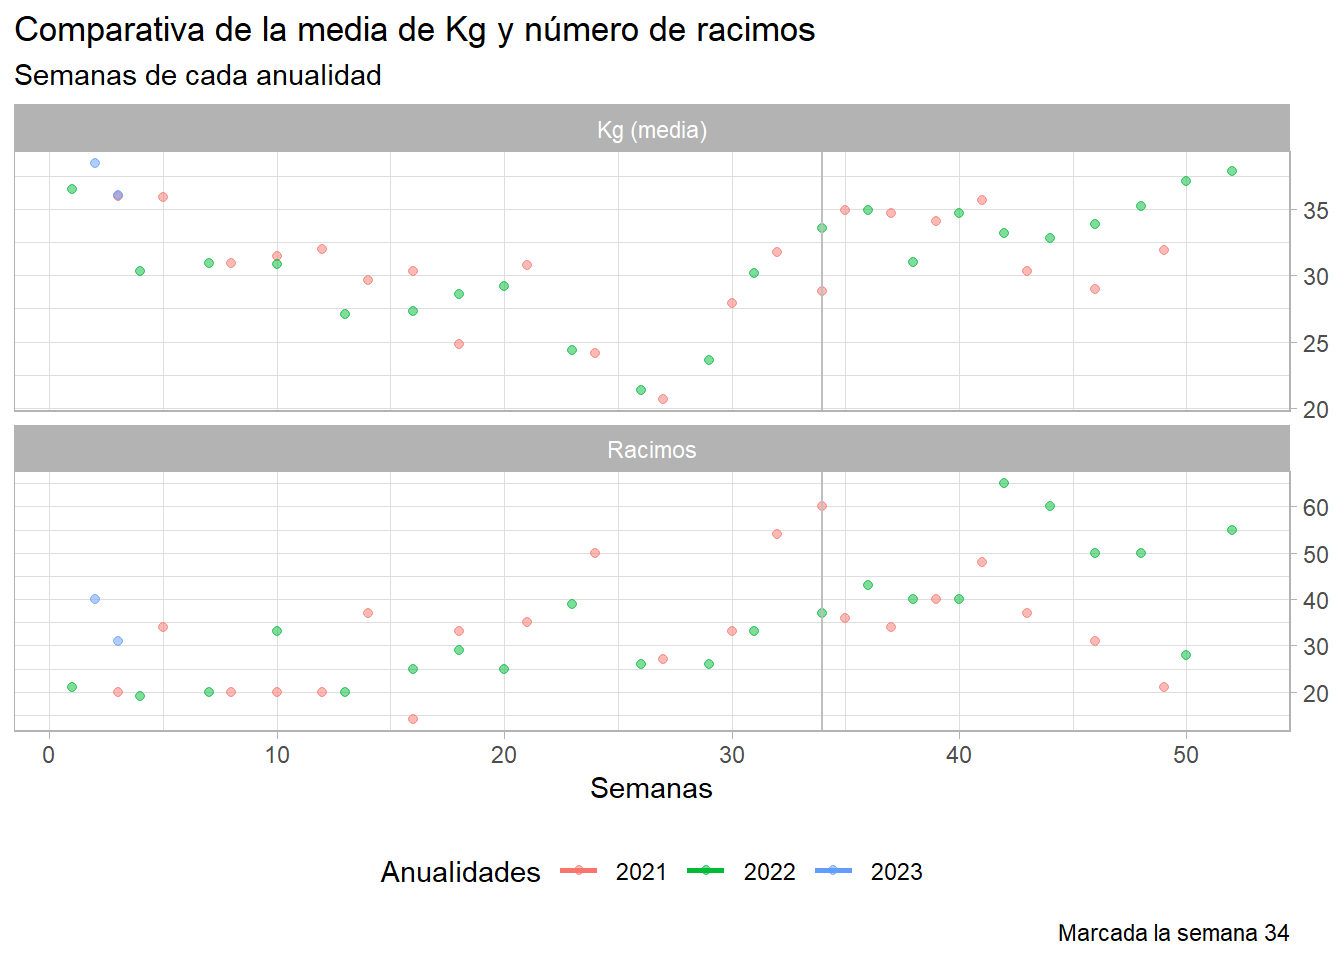 Comparativa de la media de Kg y número de racimos
Semanas de cada anualidad
Kg (media)
35
30
25
20
Racimos
60
50
40
30
20
0 10 20 30 40 50
Semanas
Anualidades 2021 2022 2023
Marcada la semana 34